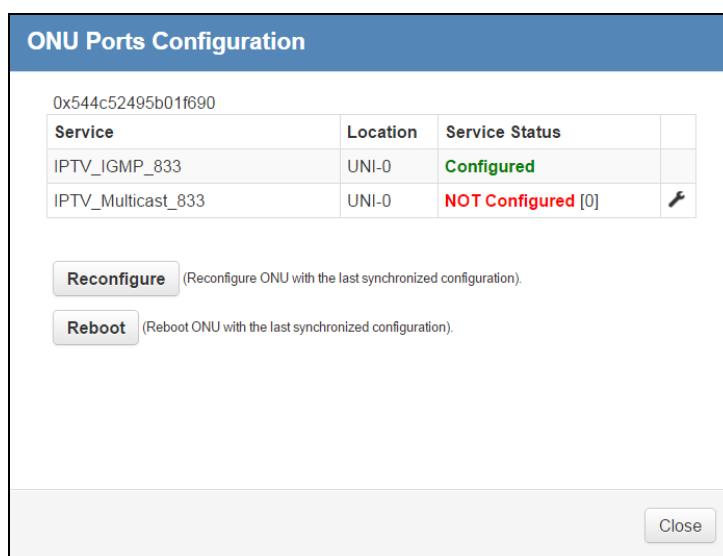 ONU Ports Configuration
0x544c52495b01f690
Service Location Service Status
IPTV_IGMP_833 UNI-0 Configured
IPTV_Multicast_833 UNI-0 NOT Configured [0]
Reconfigure (Reconfigure ONU with the last synchronized configuration).
Reboot (Reboot ONU with the last synchronized configuration).
Close